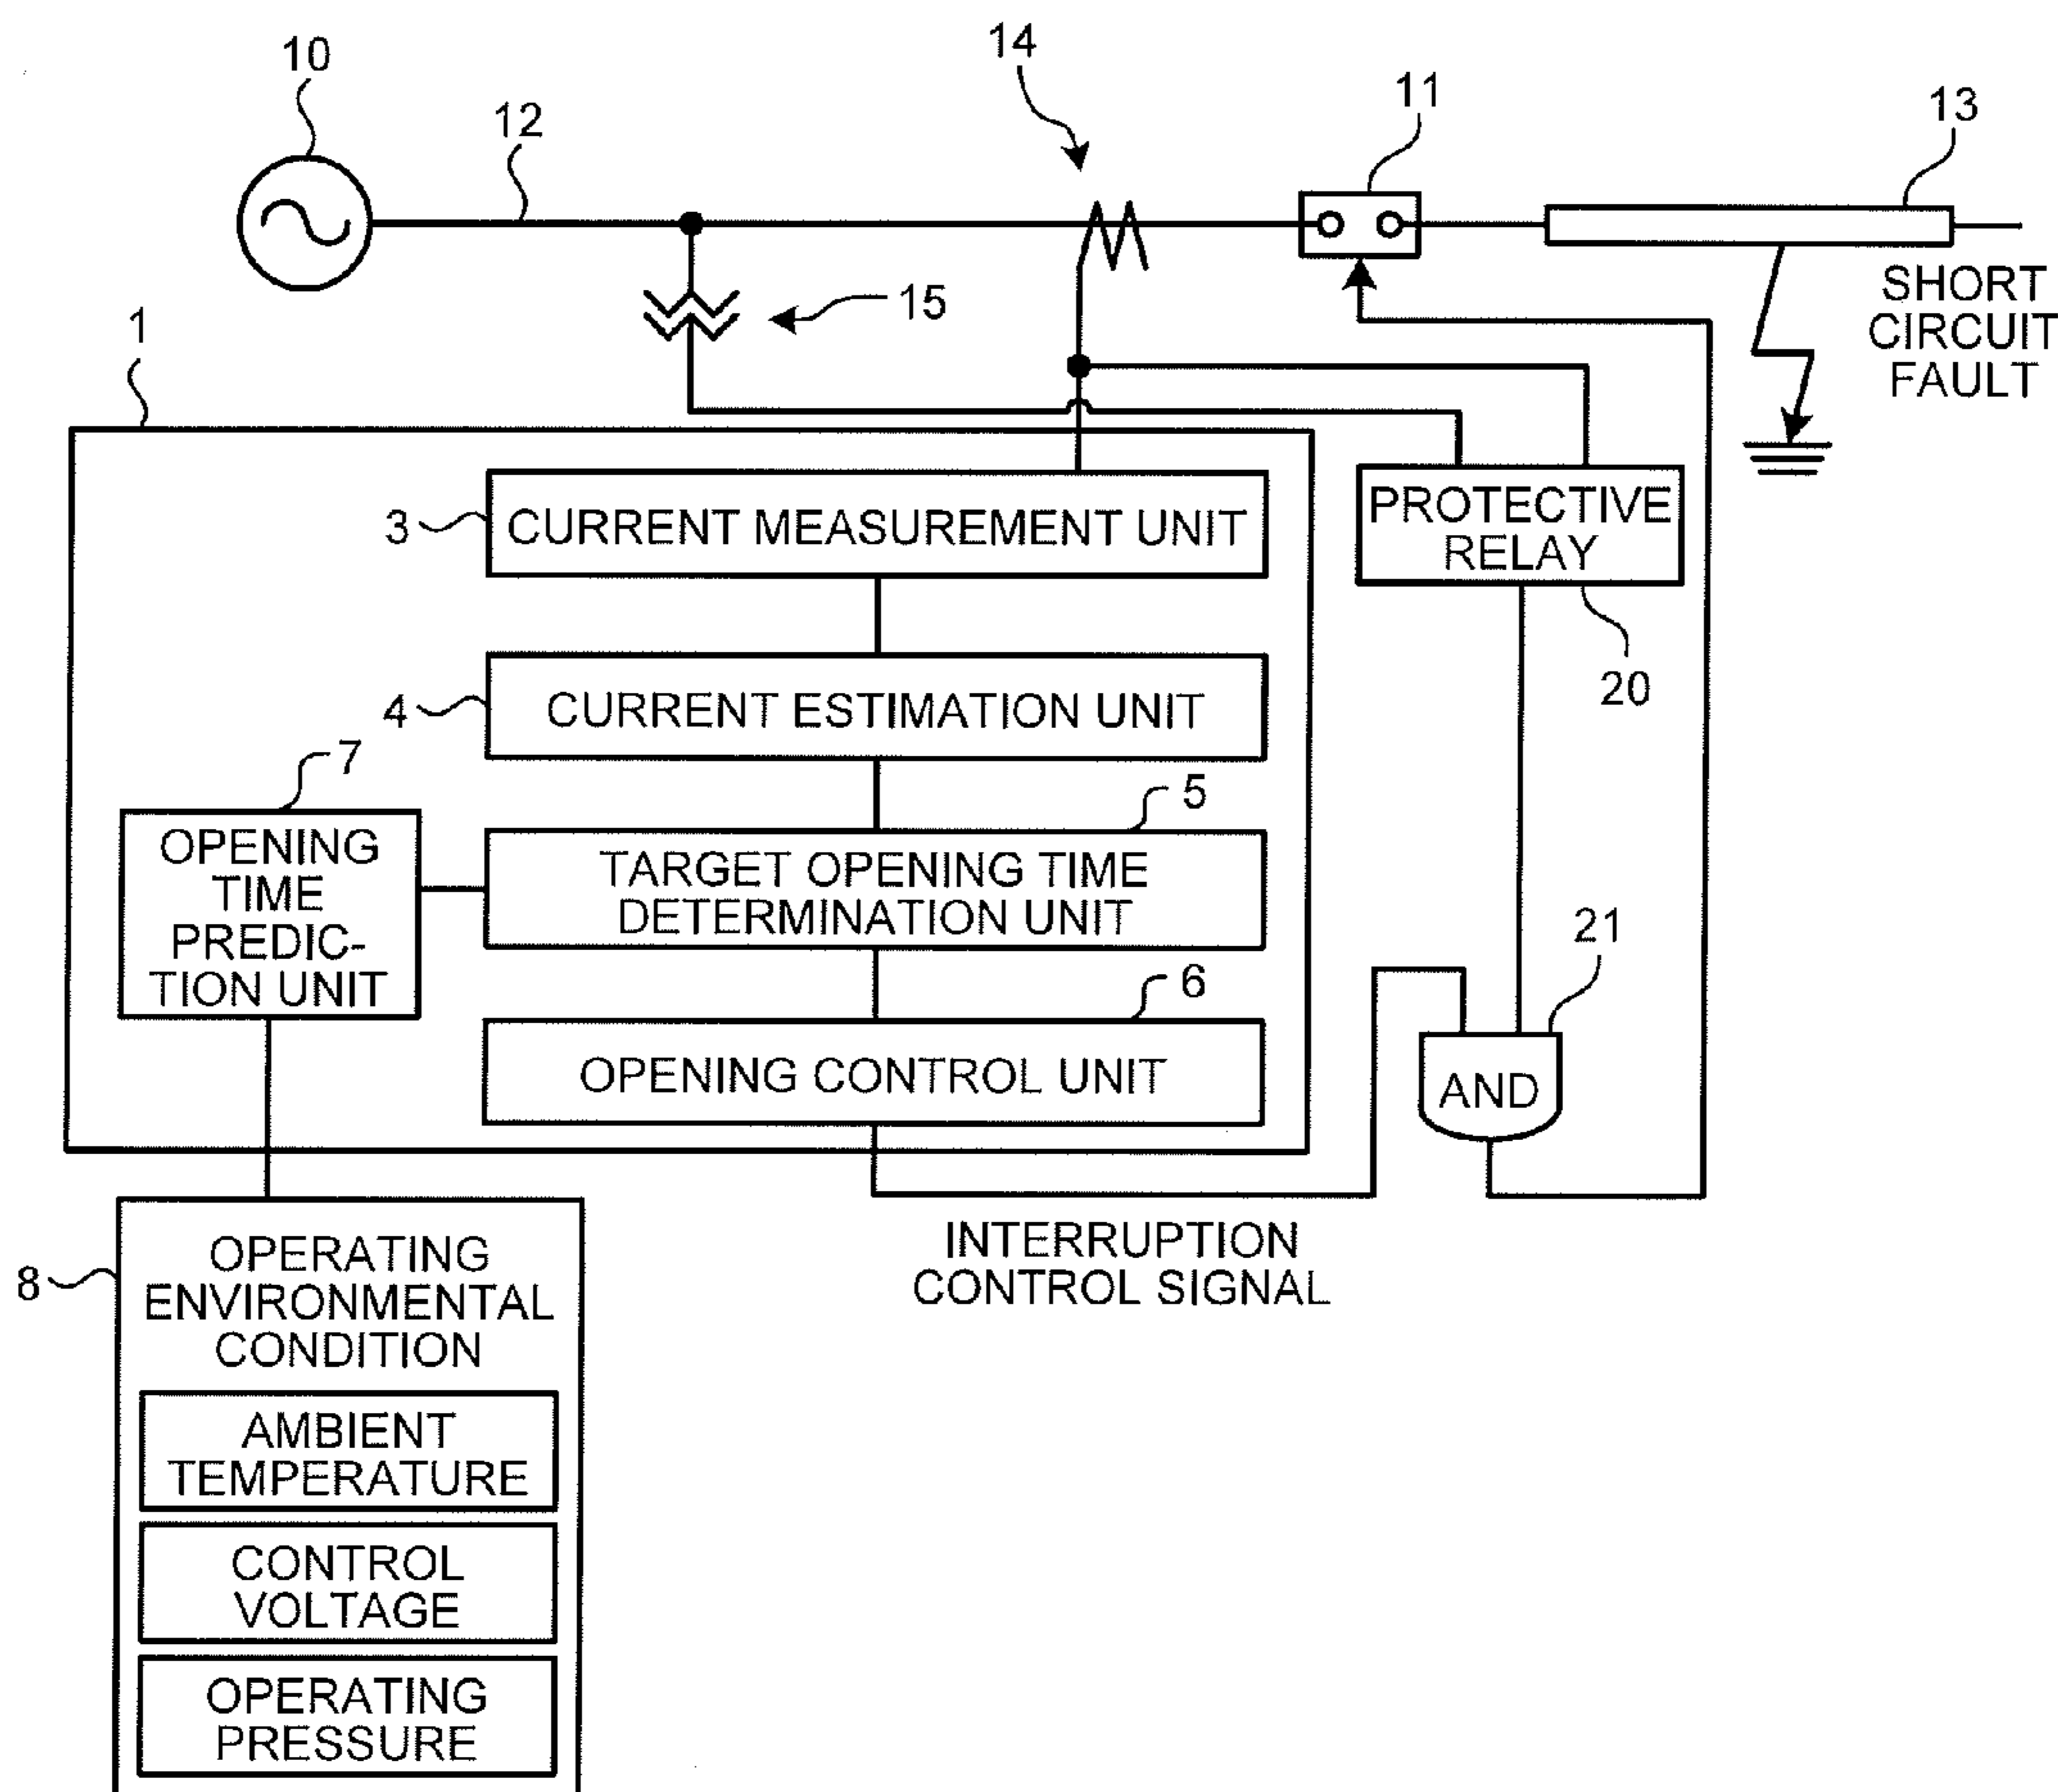 10
12
14
11
13
15
1
SHORT
CIRCUIT
FAULT
3
CURRENT MEASUREMENT UNIT
PROTECTIVE
RELAY
20
4
CURRENT ESTIMATION UNIT
7
5
OPENING
TIME
PREDIC-
TION UNIT
TARGET OPENING TIME
DETERMINATION UNIT
21
6
OPENING CONTROL UNIT
AND
INTERRUPTION
CONTROL SIGNAL
8
OPERATING
ENVIRONMENTAL
CONDITION
AMBIENT
TEMPERATURE
CONTROL
VOLTAGE
OPERATING
PRESSURE